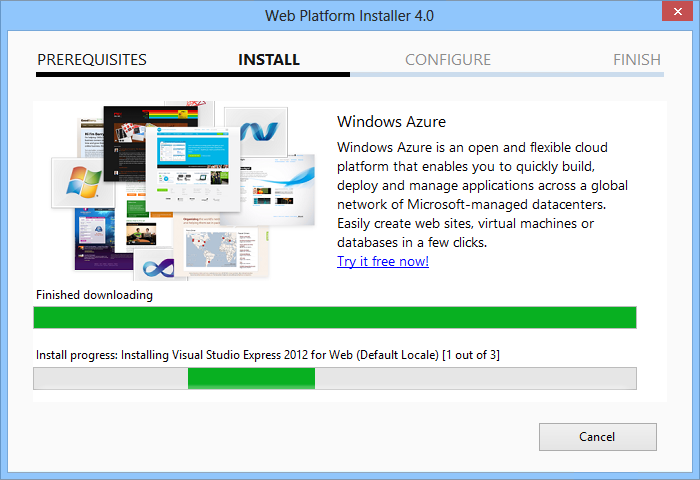 Web Platform Installer 4.0
PREREQUISITES INSTALL CONFIGURE FINISH
Windows Azure
Windows Azure is an open and flexible cloud
platform that enables you to quickly build,
deploy and manage applications across a global
network of Microsoft-managed datacenters.
Easily create web sites, virtual machines or
databases in a few clicks.
Try it free now!
Finished downloading
Install progress: Installing Visual Studio Express 2012 for Web (Default Locale) [1 out of 3]
Cancel